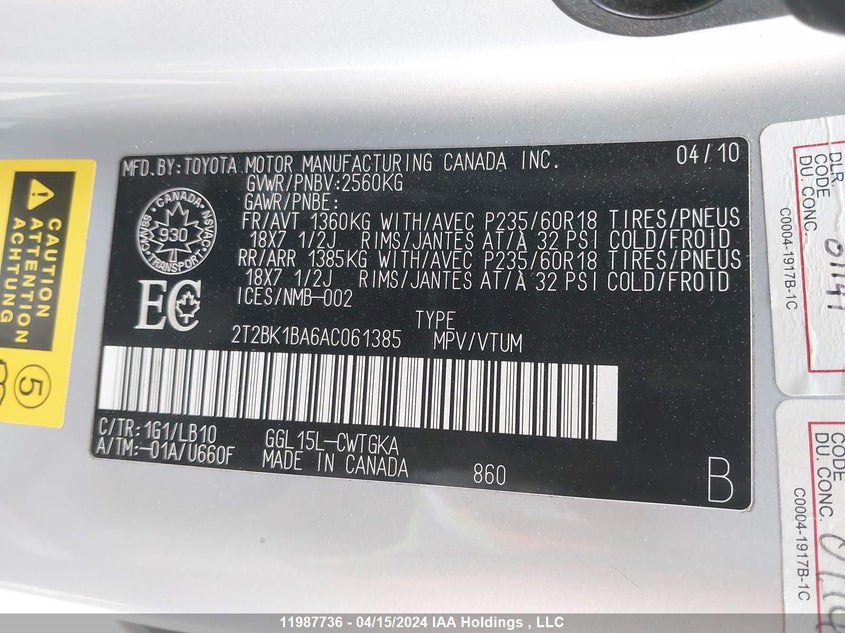 MFD.BY:TOYOTA MOTOR MANUFACTURING CANADA INC. 04/10
GVWR/PNBV:2560KG
GAWR/PNBE:
FR/AVT 1360KG WITH/AVEC P235/60R18 TIRES/PNEUS
18X7 1/2J RIMS/JANTES AT/À 32 PSI COLD/FROID
RR/ARR 1385KG WITH/AVEC P235/60R18 TIRES/PNEUS
18X7 1/2J RIMS/JANTES AT/À 32 PSI COLD/FROID
ICES/NMB-002
CANADA
930
TRANSPORT
EC
TYPE
2T2BK1BA6AC061385 MPV/VTUM
C/TR:1G1/LB10 GGL15L-CWTGKA
A/TM:-01A/U660F MADE IN CANADA 860
B
CAUTION
ATTENTION
ACHTUNG
5
DLR.
CODE
DU. CONC.
C0004-1917B-1C
01141
CODE
DU. CONC.
C0004-1917B-1C
11987736 - 04/15/2024 IAA Holdings , LLC